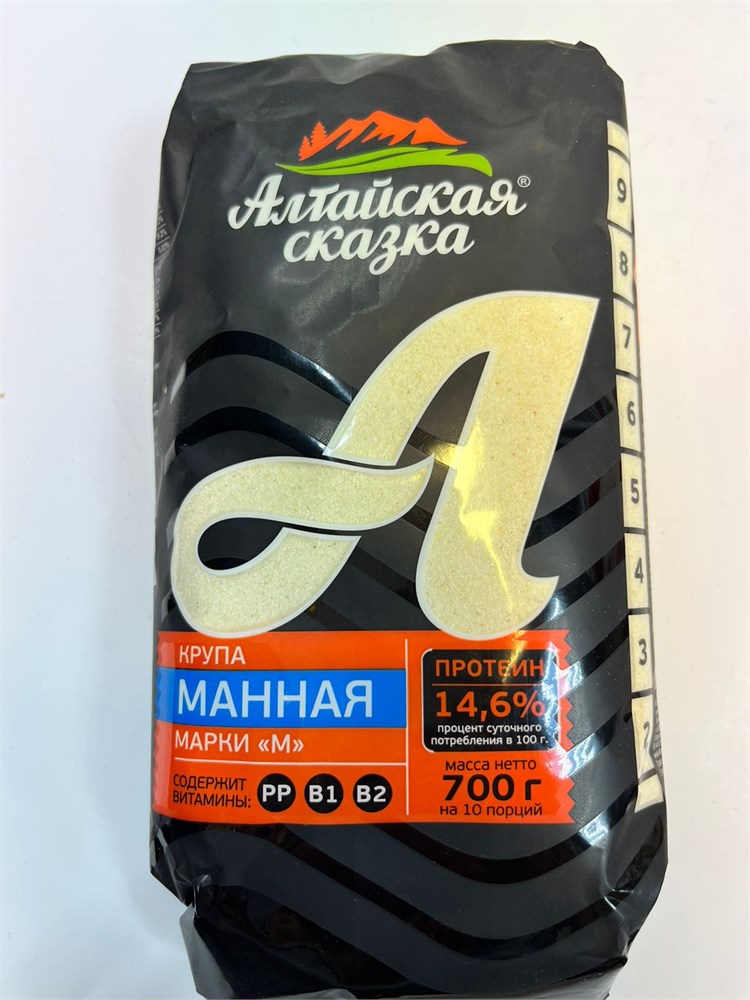 Алтайская®
сказка
9
8
7
6
5
4
3
2
А
КРУПА
МАННАЯ
МАРКИ «М»
СОДЕРЖИТ
ВИТАМИНЫ: PP B1 B2
ПРОТЕИН
14,6%
процент суточного
потребления в 100 г.
масса нетто
700 г
на 10 порций